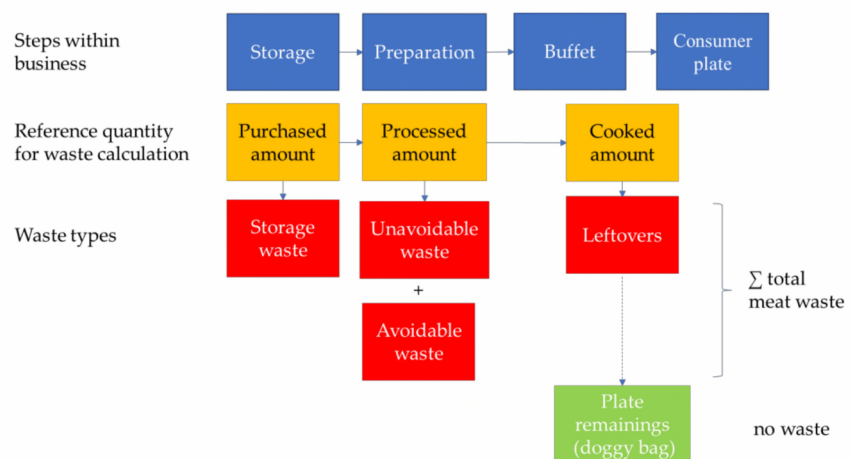 Steps within
business
Storage
Preparation
Buffet
Consumer
plate
Reference quantity
for waste calculation
Purchased
amount
Processed
amount
Cooked
amount
Waste types
Storage
waste
Unavoidable
waste
+
Avoidable
waste
Leftovers
∑ total
meat waste
Plate
remainings
(doggy bag)
no waste